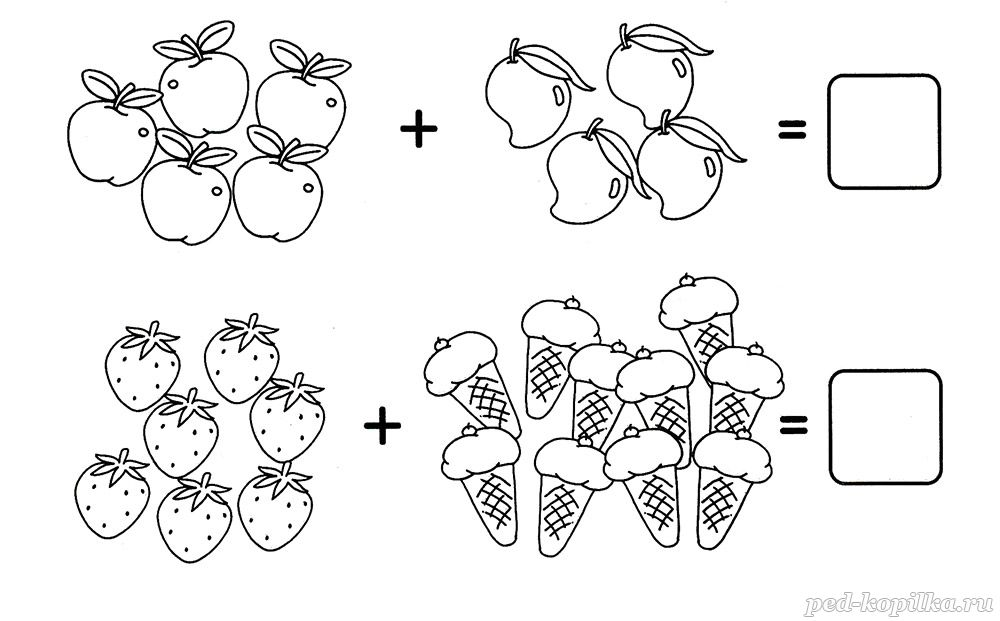 + =
+ =
ped-kopilka.ru